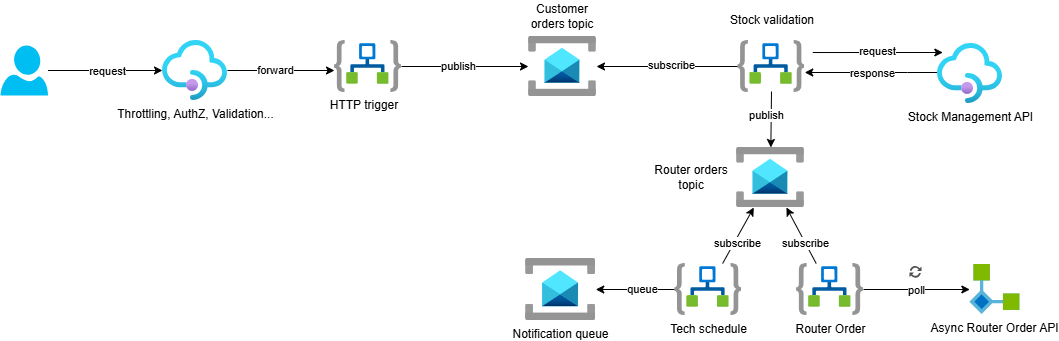 Customer
orders topic
Stock validation
request
forward
publish
subscribe
request
response
Throttling, AuthZ, Validation...
HTTP trigger
publish
Stock Management API
Router orders
topic
subscribe
subscribe
queue
poll
Notification queue
Tech schedule
Router Order
Async Router Order API